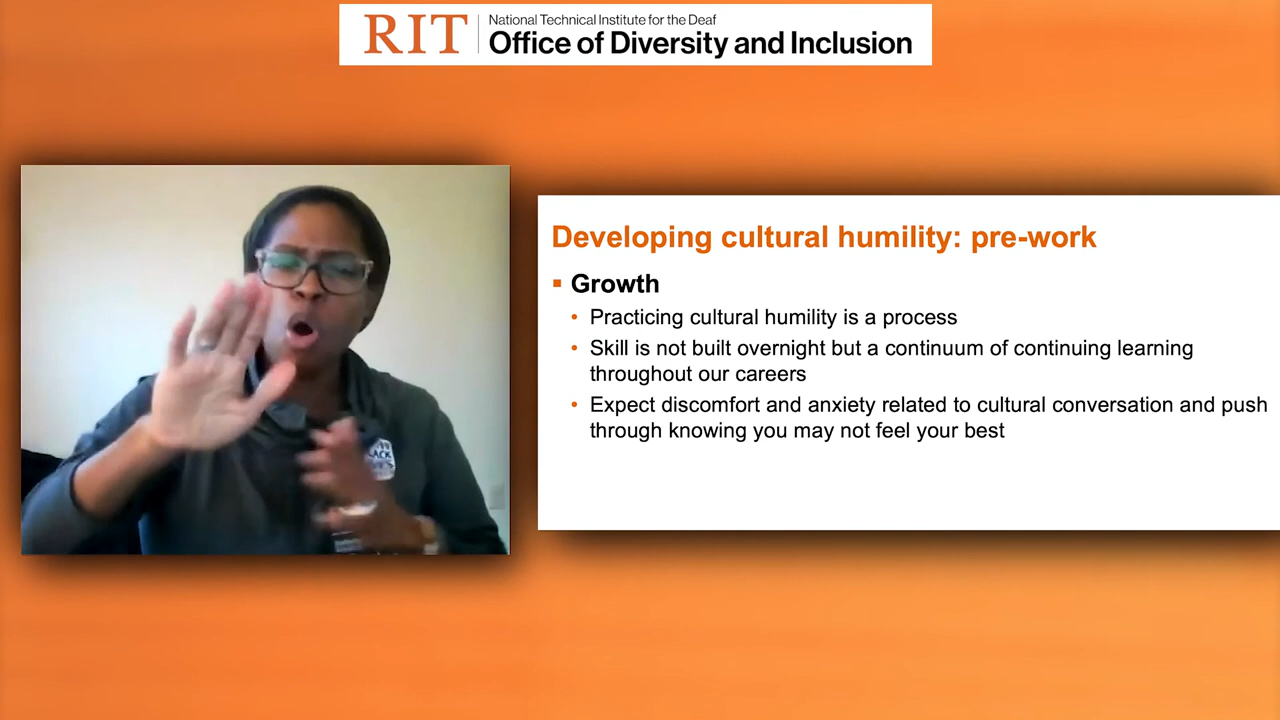 RIT
National Technical Institute for the Deaf
Office of Diversity and Inclusion
Developing cultural humility: pre-work
Growth
Practicing cultural humility is a process
Skill is not built overnight but a continuum of continuing learning
throughout our careers
Expect discomfort and anxiety related to cultural conversation and push
through knowing you may not feel your best